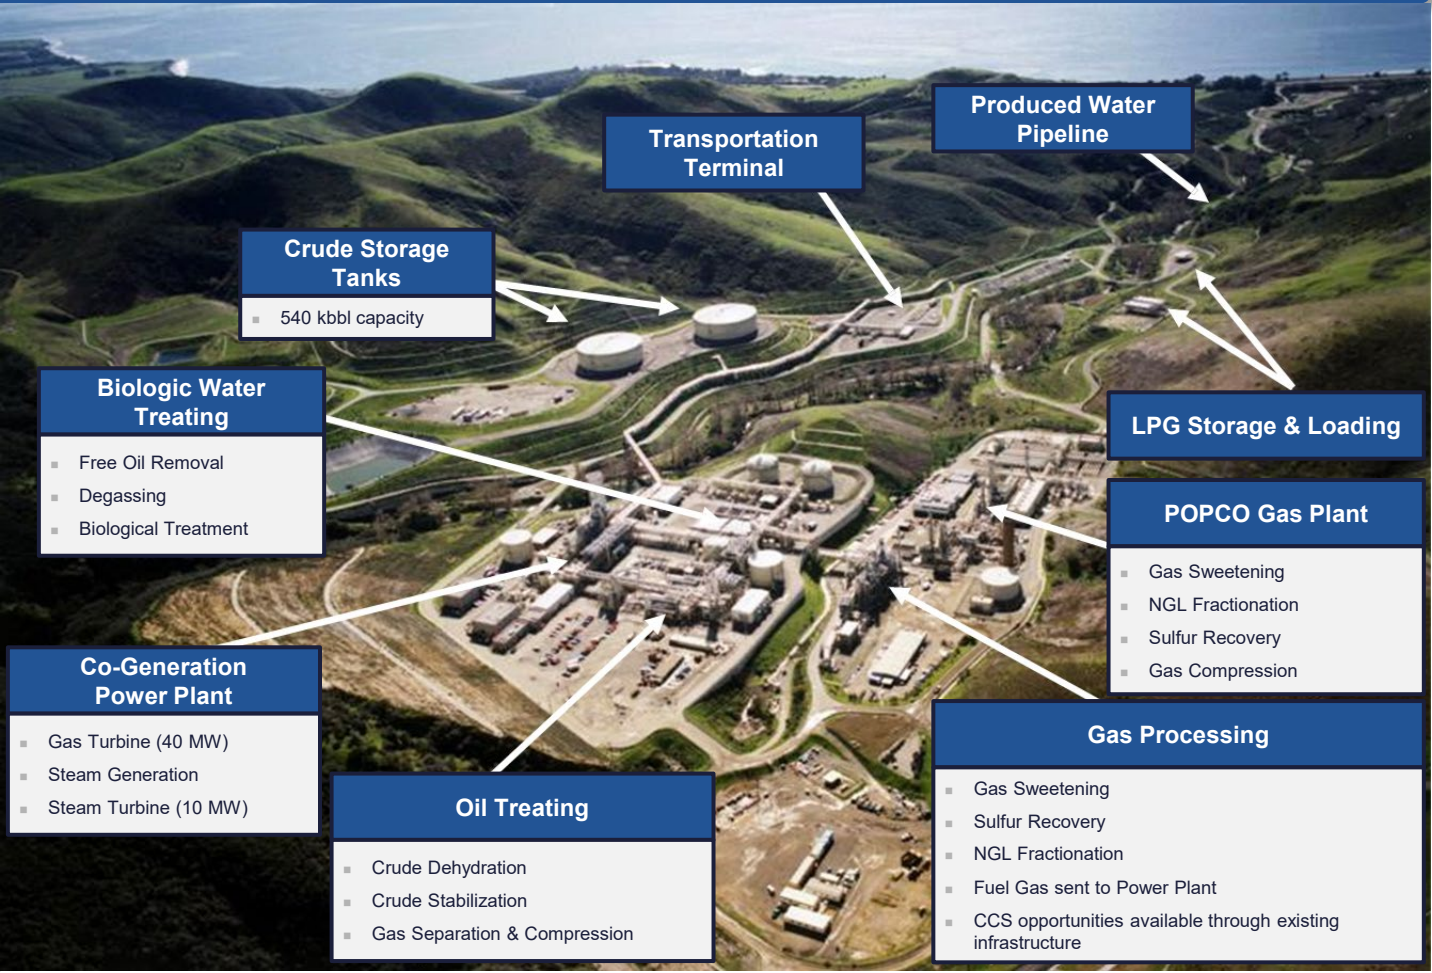 Produced Water
Pipeline
Transportation
Terminal
Crude Storage
Tanks
540 kbbl capacity
Biologic Water
Treating
Free Oil Removal
Degassing
Biological Treatment
LPG Storage & Loading
POPCO Gas Plant
Gas Sweetening
NGL Fractionation
Sulfur Recovery
Gas Compression
Co-Generation
Power Plant
Gas Turbine (40 MW)
Steam Generation
Steam Turbine (10 MW)
Oil Treating
Crude Dehydration
Crude Stabilization
Gas Separation & Compression
Gas Processing
Gas Sweetening
Sulfur Recovery
NGL Fractionation
Fuel Gas sent to Power Plant
CCS opportunities available through existing
infrastructure